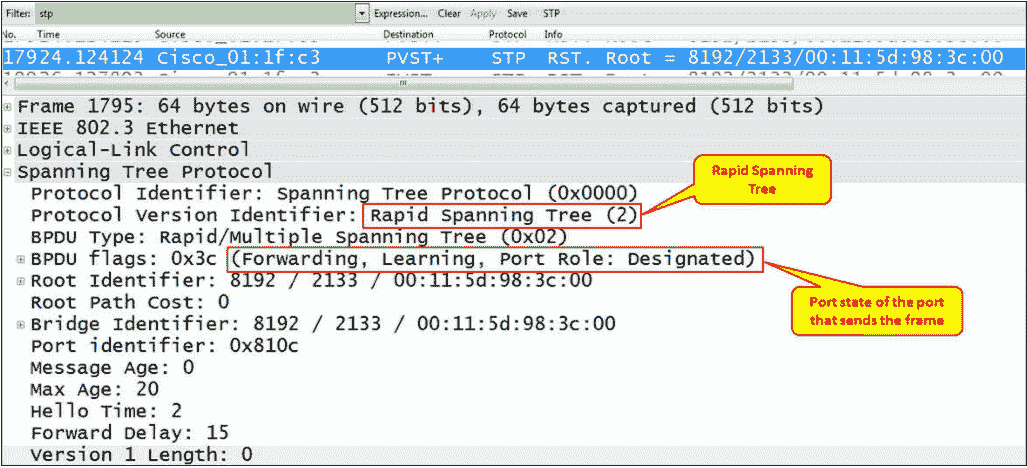 Filter: stp Expression... Clear Apply Save STP
No. Time Source Destination Protocol Info
17924.124124 Cisco_01:1f:c3 PVST+ STP RST. Root = 8192/2133/00:11:5d:98:3c:00
Frame 1795: 64 bytes on wire (512 bits), 64 bytes captured (512 bits)
IEEE 802.3 Ethernet
Logical-Link Control
Spanning Tree Protocol
Rapid Spanning
Tree
Protocol Identifier: Spanning Tree Protocol (0x0000)
Protocol Version Identifier: Rapid Spanning Tree (2)
BPDU Type: Rapid/Multiple Spanning Tree (0x02)
BPDU flags: 0x3c (Forwarding, Learning, Port Role: Designated)
Root Identifier: 8192 / 2133 / 00:11:5d:98:3c:00
Root Path Cost: 0
Port state of the port
that sends the frame
Bridge Identifier: 8192 / 2133 / 00:11:5d:98:3c:00
Port identifier: 0x810c
Message Age: 0
Max Age: 20
Hello Time: 2
Forward Delay: 15
Version 1 Length: 0